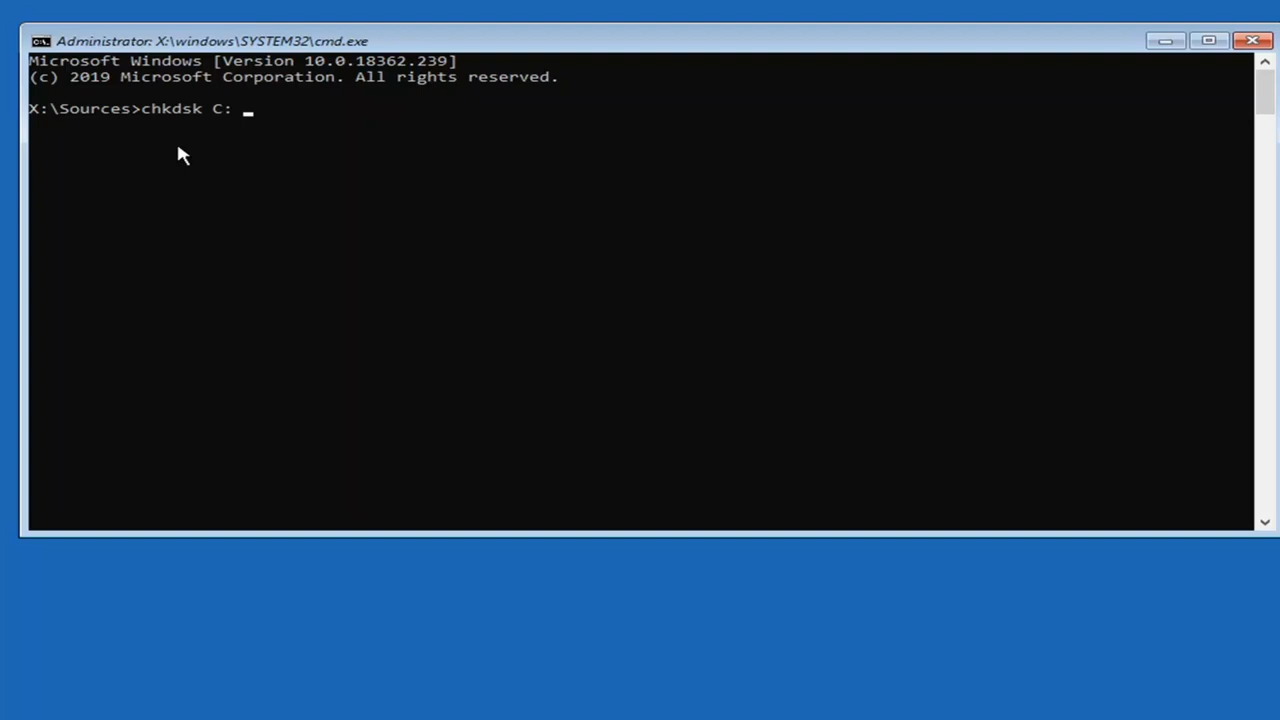 Administrator: X:\windows\SYSTEM32\cmd.exe
Microsoft Windows [Version 10.0.18362.239]
(c) 2019 Microsoft Corporation. All rights reserved.
X:\Sources>chkdsk C: _